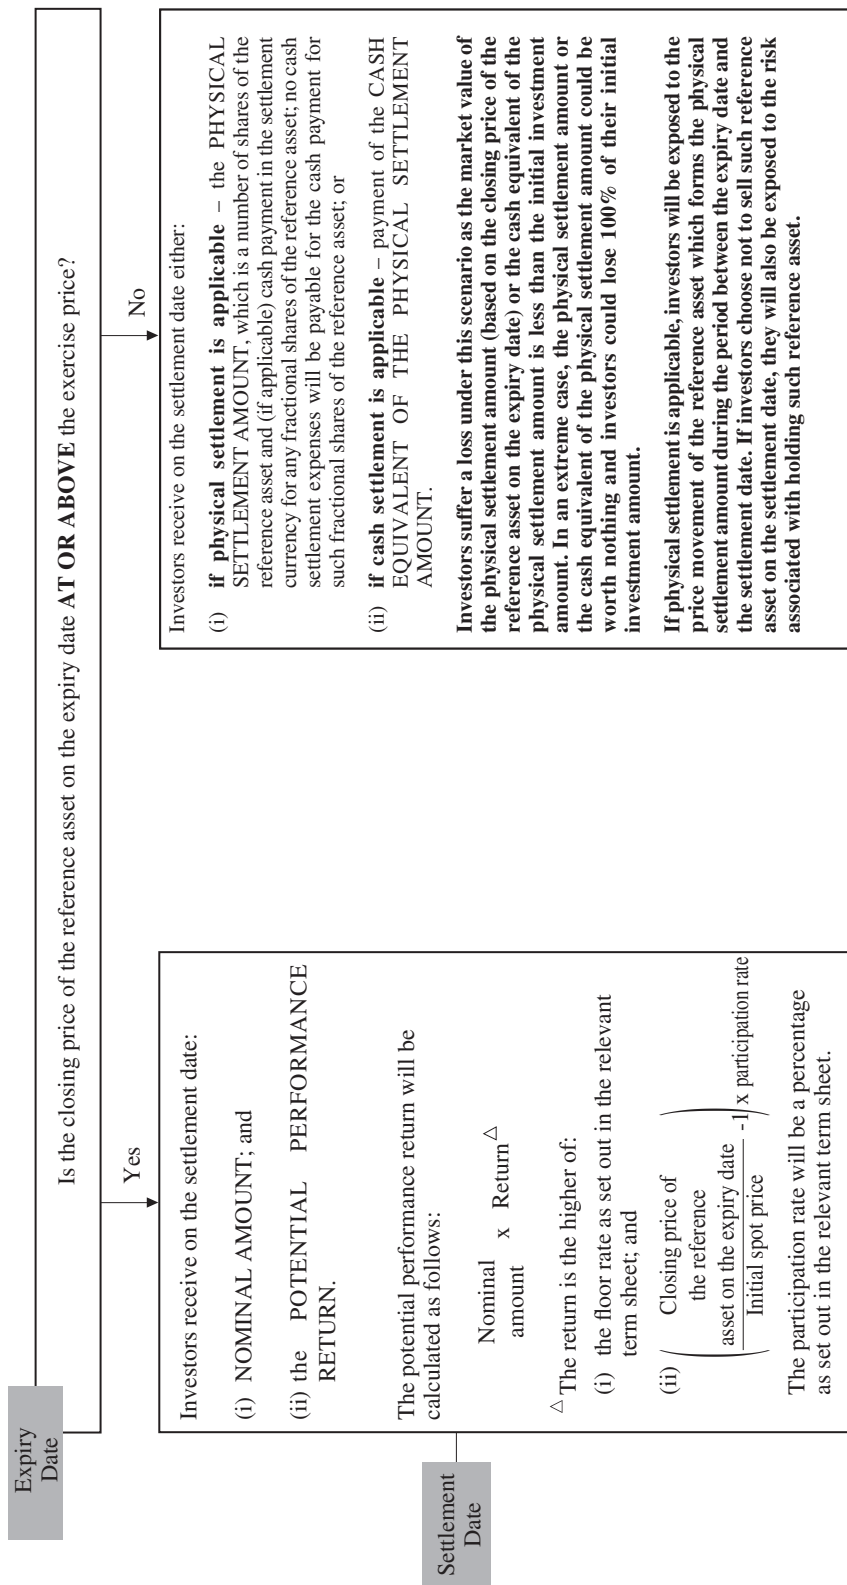 Expiry
Date
Is the closing price of the reference asset on the expiry date AT OR ABOVE the exercise price?
Yes
No
Settlement
Date
Investors receive on the settlement date:
(i) NOMINAL AMOUNT; and
(ii) the POTENTIAL PERFORMANCE
RETURN.
The potential performance return will be
calculated as follows:
Nominal
amount x Return△
△ The return is the higher of:
(i) the floor rate as set out in the relevant
term sheet; and
(ii) ( Closing price of
the reference
asset on the expiry date
Initial spot price
-1 ) x participation rate
The participation rate will be a percentage
as set out in the relevant term sheet.
Investors receive on the settlement date either:
(i) if physical settlement is applicable – the PHYSICAL
SETTLEMENT AMOUNT, which is a number of shares of the
reference asset and (if applicable) cash payment in the settlement
currency for any fractional shares of the reference asset; no cash
settlement expenses will be payable for the cash payment for
such fractional shares of the reference asset; or
(ii) if cash settlement is applicable – payment of the CASH
EQUIVALENT OF THE PHYSICAL SETTLEMENT
AMOUNT.
Investors suffer a loss under this scenario as the market value of
the physical settlement amount (based on the closing price of the
reference asset on the expiry date) or the cash equivalent of the
physical settlement amount is less than the initial investment
amount. In an extreme case, the physical settlement amount or
the cash equivalent of the physical settlement amount could be
worth nothing and investors could lose 100% of their initial
investment amount.
If physical settlement is applicable, investors will be exposed to the
price movement of the reference asset which forms the physical
settlement amount during the period between the expiry date and
the settlement date. If investors choose not to sell such reference
asset on the settlement date, they will also be exposed to the risk
associated with holding such reference asset.